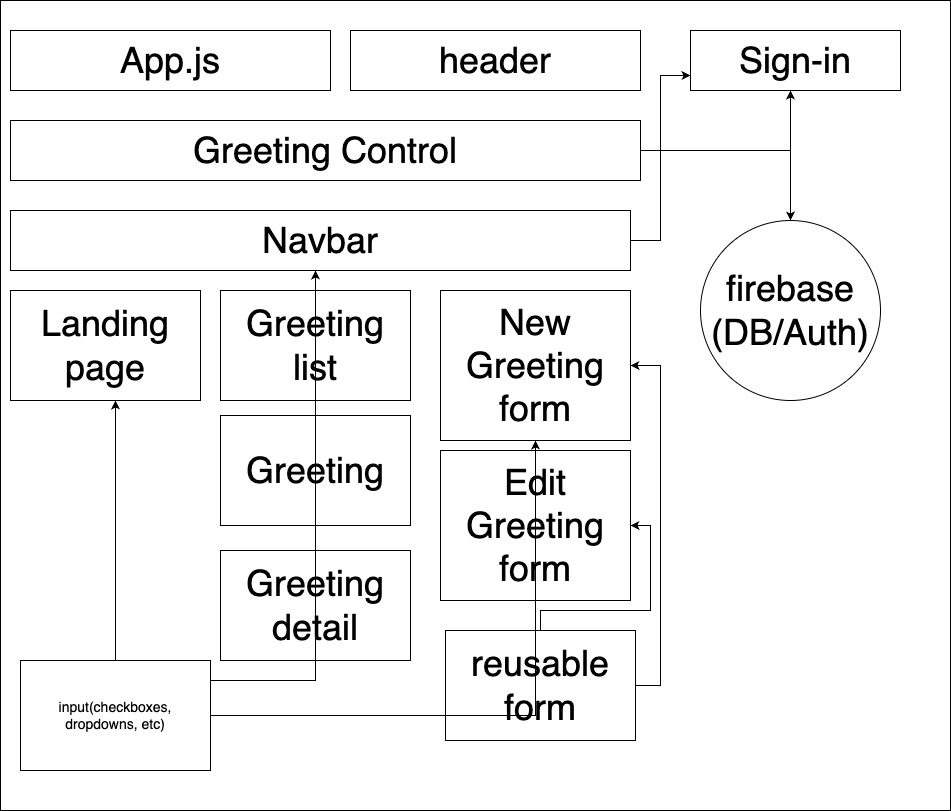 App.js
header
Sign-in
Greeting Control
Navbar
Landing
page
Greeting
list
New
Greeting
form
firebase
(DB/Auth)
Greeting
Edit
Greeting
form
Greeting
detail
reusable
form
input(checkboxes,
dropdowns, etc)